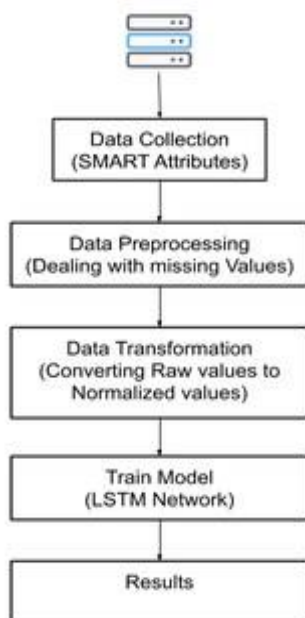 Data Collection
(SMART Attributes)
Data Preprocessing
(Dealing with missing Values)
Data Transformation
(Converting Raw values to
Normalized values)
Train Model
(LSTM Network)
Results